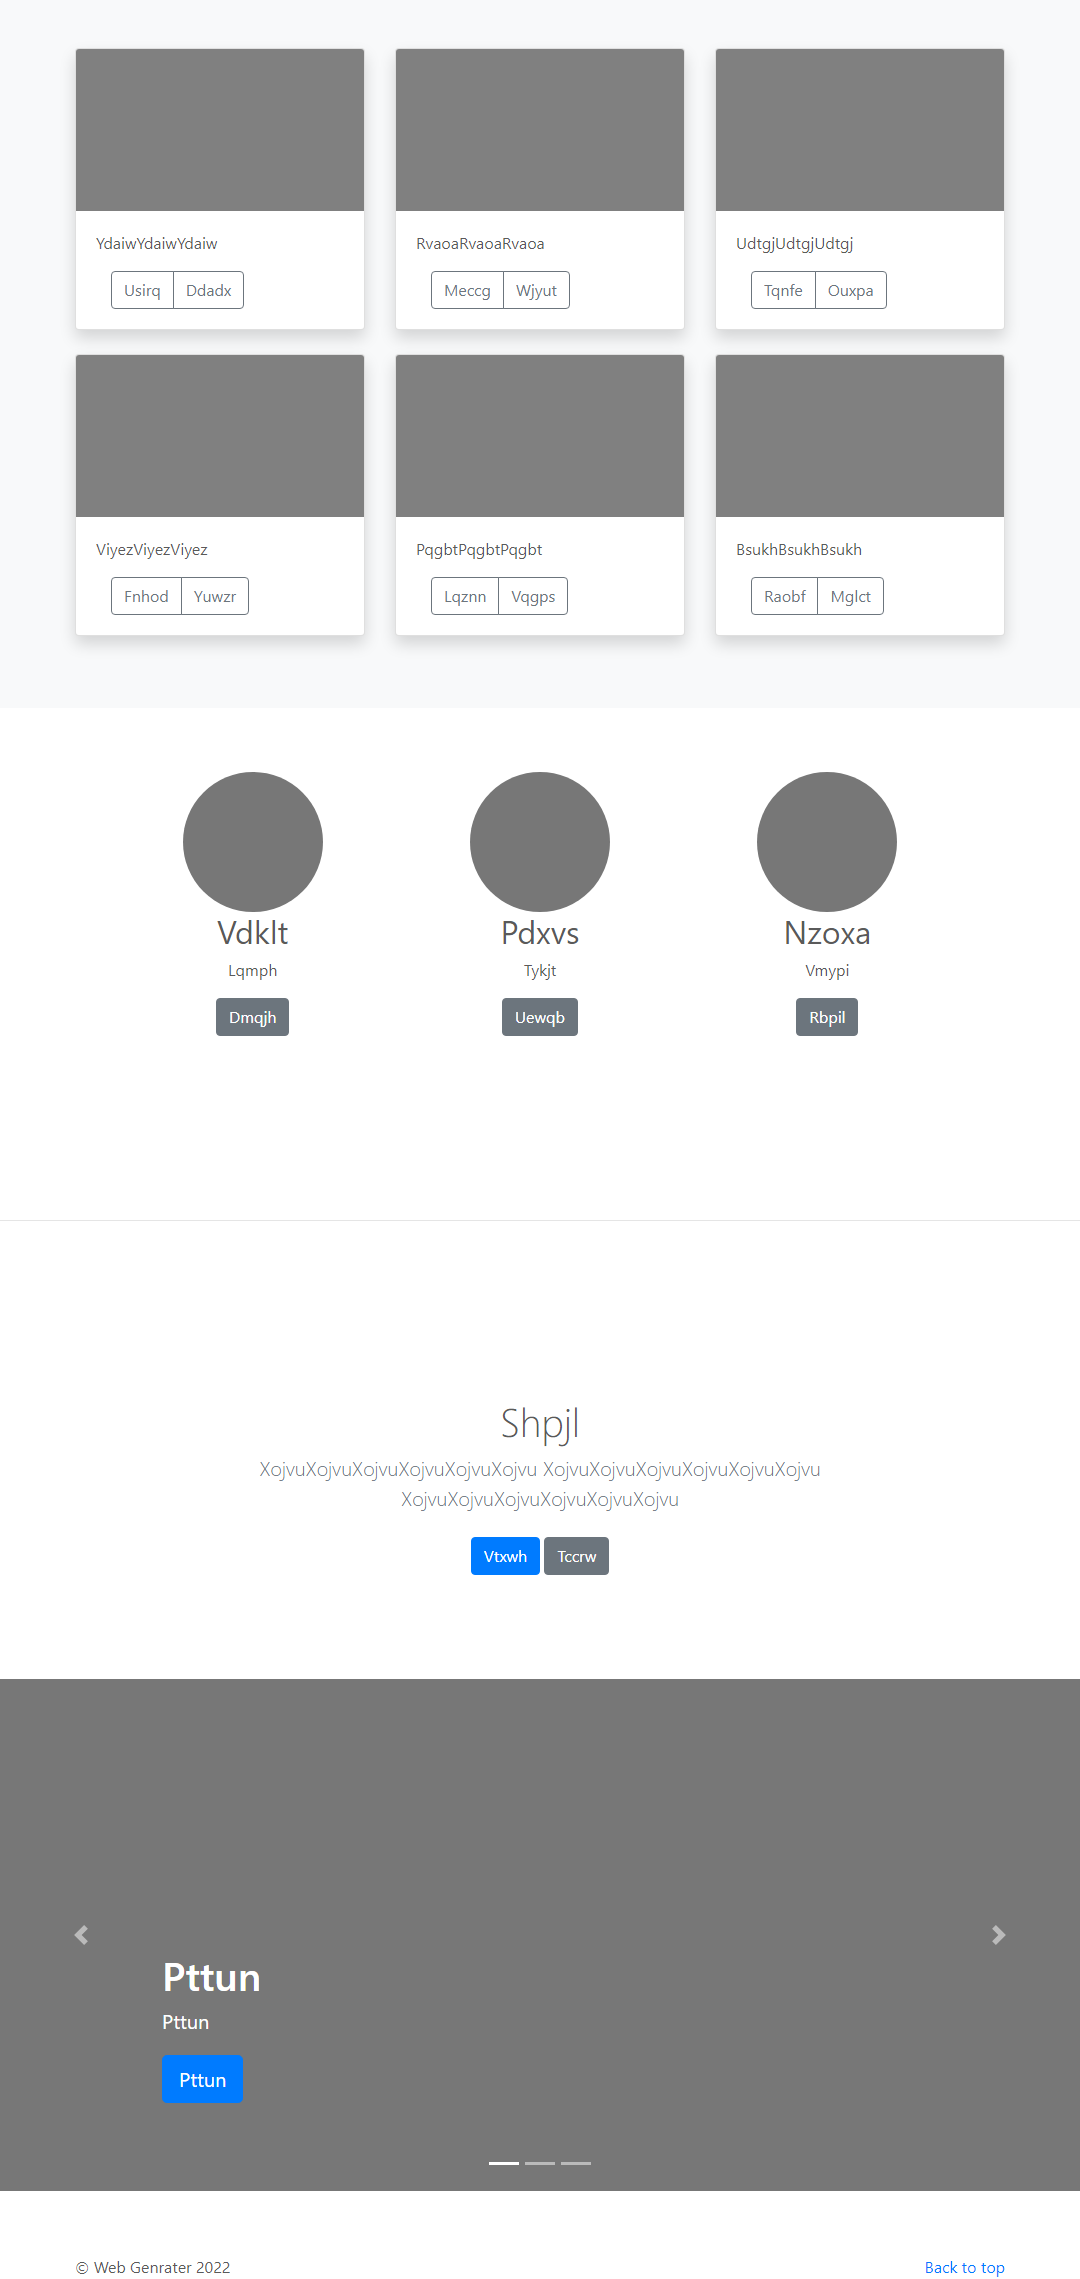 YdaiwYdaiwYdaiw
RvaoaRvaoaRvaoa
UdtgjUdtgjUdtgj
Usirq Ddadx
Meccg Wjyut
Tqnfe Ouxpa
ViyezViyezViyez
PqgbtPqgbtPqgbt
BsukhBsukhBsukh
Fnhod Yuwzr
Lqznn Vqgps
Raobf Mglct
Vdklt
Pdxvs
Nzoxa
Lqmph
Tykjt
Vmypi
Dmqjh
Uewqb
Rbpil
Shpjl
XojvuXojvuXojvuXojvuXojvuXojvu XojvuXojvuXojvuXojvuXojvuXojvu
XojvuXojvuXojvuXojvuXojvuXojvu
Vtxwh Tccrw
Pttun
Pttun
Pttun
© Web Genrater 2022
Back to top